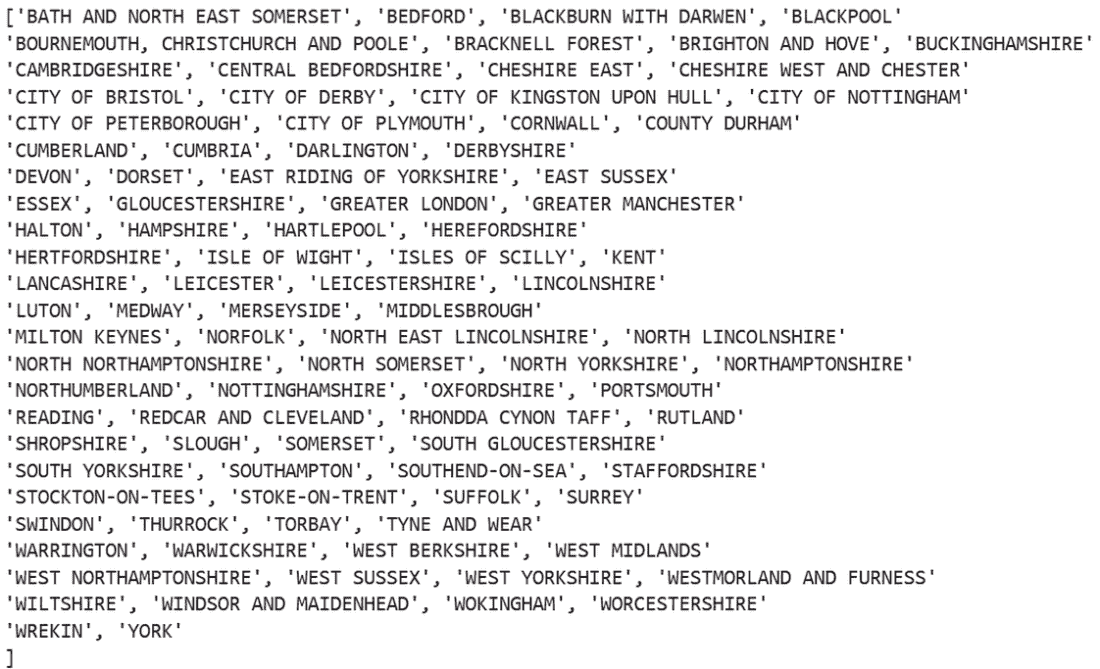 ['BATH AND NORTH EAST SOMERSET', 'BEDFORD', 'BLACKBURN WITH DARWEN', 'BLACKPOOL'
'BOURNEMOUTH, CHRISTCHURCH AND POOLE', 'BRACKNELL FOREST', 'BRIGHTON AND HOVE', 'BUCKINGHAMSHIRE'
'CAMBRIDGESHIRE', 'CENTRAL BEDFORDSHIRE', 'CHESHIRE EAST', 'CHESHIRE WEST AND CHESTER'
'CITY OF BRISTOL', 'CITY OF DERBY', 'CITY OF KINGSTON UPON HULL', 'CITY OF NOTTINGHAM'
'CITY OF PETERBOROUGH', 'CITY OF PLYMOUTH', 'CORNWALL', 'COUNTY DURHAM'
'CUMBERLAND', 'CUMBRIA', 'DARLINGTON', 'DERBYSHIRE'
'DEVON', 'DORSET', 'EAST RIDING OF YORKSHIRE', 'EAST SUSSEX'
'ESSEX', 'GLOUCESTERSHIRE', 'GREATER LONDON', 'GREATER MANCHESTER'
'HALTON', 'HAMPSHIRE', 'HARTLEPOOL', 'HEREFORDSHIRE'
'HERTFORDSHIRE', 'ISLE OF WIGHT', 'ISLES OF SCILLY', 'KENT'
'LANCASHIRE', 'LEICESTER', 'LEICESTERSHIRE', 'LINCOLNSHIRE'
'LUTON', 'MEDWAY', 'MERSEYSIDE', 'MIDDLESBROUGH'
'MILTON KEYNES', 'NORFOLK', 'NORTH EAST LINCOLNSHIRE', 'NORTH LINCOLNSHIRE'
'NORTH NORTHAMPTONSHIRE', 'NORTH SOMERSET', 'NORTH YORKSHIRE', 'NORTHAMPTONSHIRE'
'NORTHUMBERLAND', 'NOTTINGHAMSHIRE', 'OXFORDSHIRE', 'PORTSMOUTH'
'READING', 'REDCAR AND CLEVELAND', 'RHONDDA CYNON TAFF', 'RUTLAND'
'SHROPSHIRE', 'SLOUGH', 'SOMERSET', 'SOUTH GLOUCESTERSHIRE'
'SOUTH YORKSHIRE', 'SOUTHAMPTON', 'SOUTHEND-ON-SEA', 'STAFFORDSHIRE'
'STOCKTON-ON-TEES', 'STOKE-ON-TRENT', 'SUFFOLK', 'SURREY'
'SWINDON', 'THURROCK', 'TORBAY', 'TYNE AND WEAR'
'WARRINGTON', 'WARWICKSHIRE', 'WEST BERKSHIRE', 'WEST MIDLANDS'
'WEST NORTHAMPTONSHIRE', 'WEST SUSSEX', 'WEST YORKSHIRE', 'WESTMORLAND AND FURNESS'
'WILTSHIRE', 'WINDSOR AND MAIDENHEAD', 'WOKINGHAM', 'WORCESTERSHIRE'
'WREKIN', 'YORK'
]